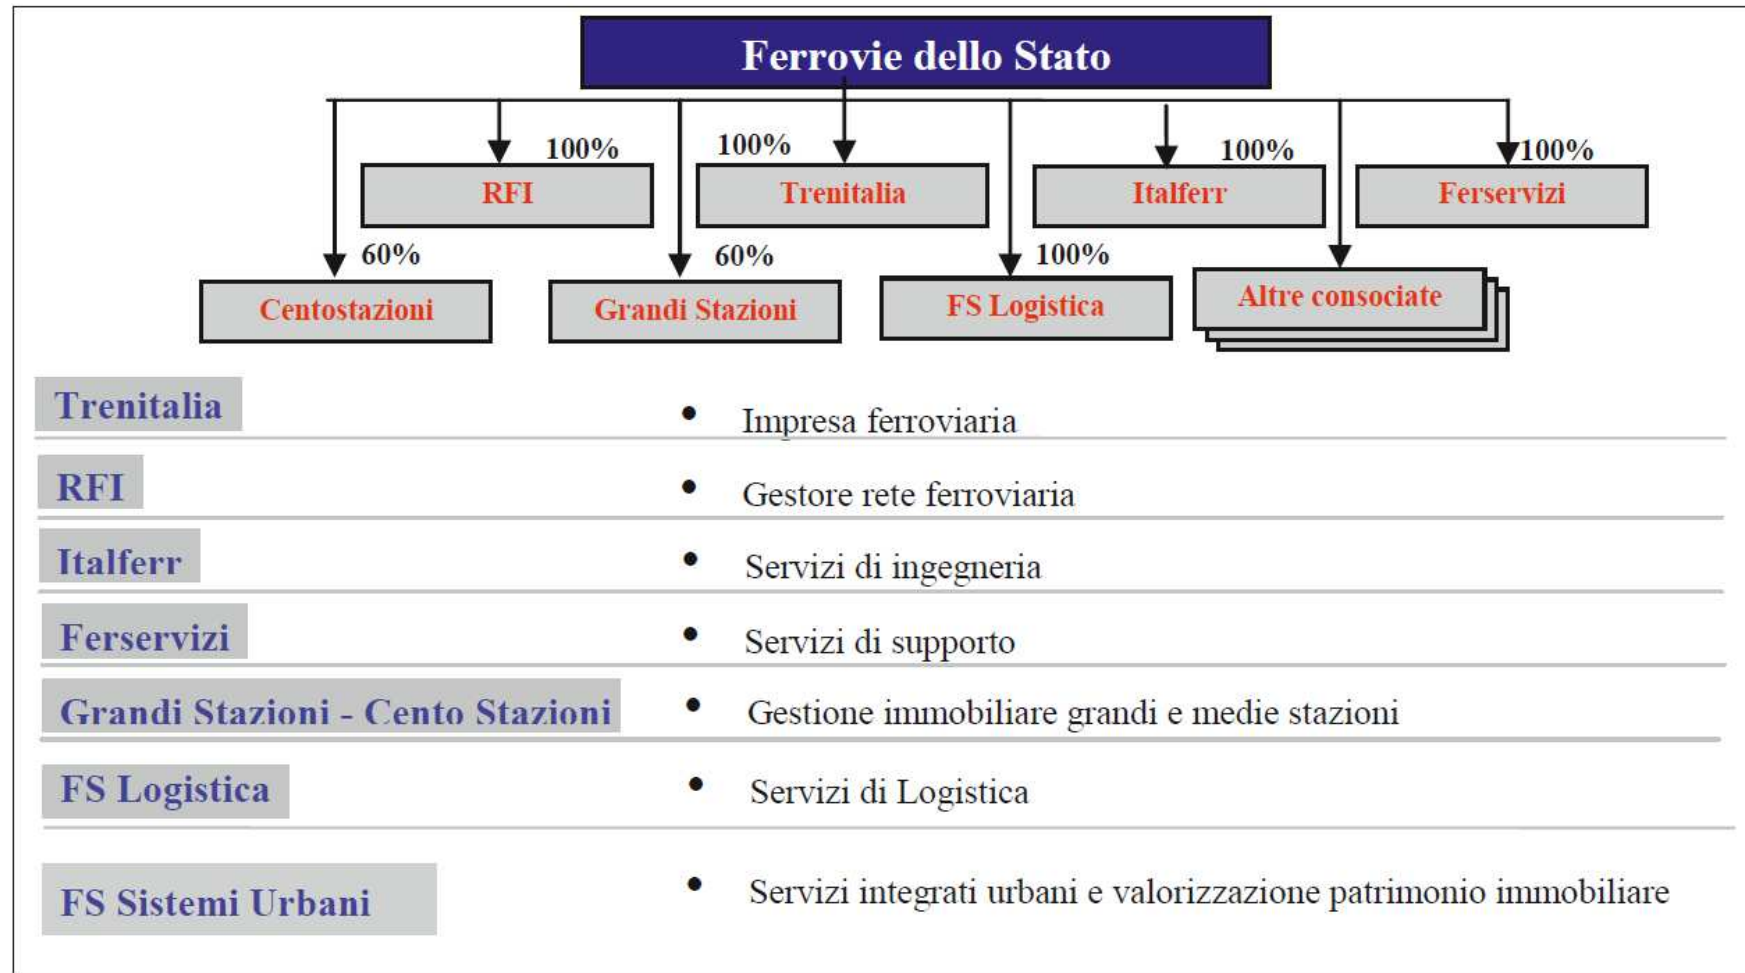 Ferrovie dello Stato
100%
100%
100%
100%
RFI
Trenitalia
Italferr
Ferservizi
60%
60%
100%
Centostazioni
Grandi Stazioni
FS Logistica
Altre consociate
Trenitalia
• Impresa ferroviaria
RFI
• Gestore rete ferroviaria
Italferr
• Servizi di ingegneria
Ferservizi
• Servizi di supporto
Grandi Stazioni - Cento Stazioni
• Gestione immobiliare grandi e medie stazioni
FS Logistica
• Servizi di Logistica
FS Sistemi Urbani
• Servizi integrati urbani e valorizzazione patrimonio immobiliare